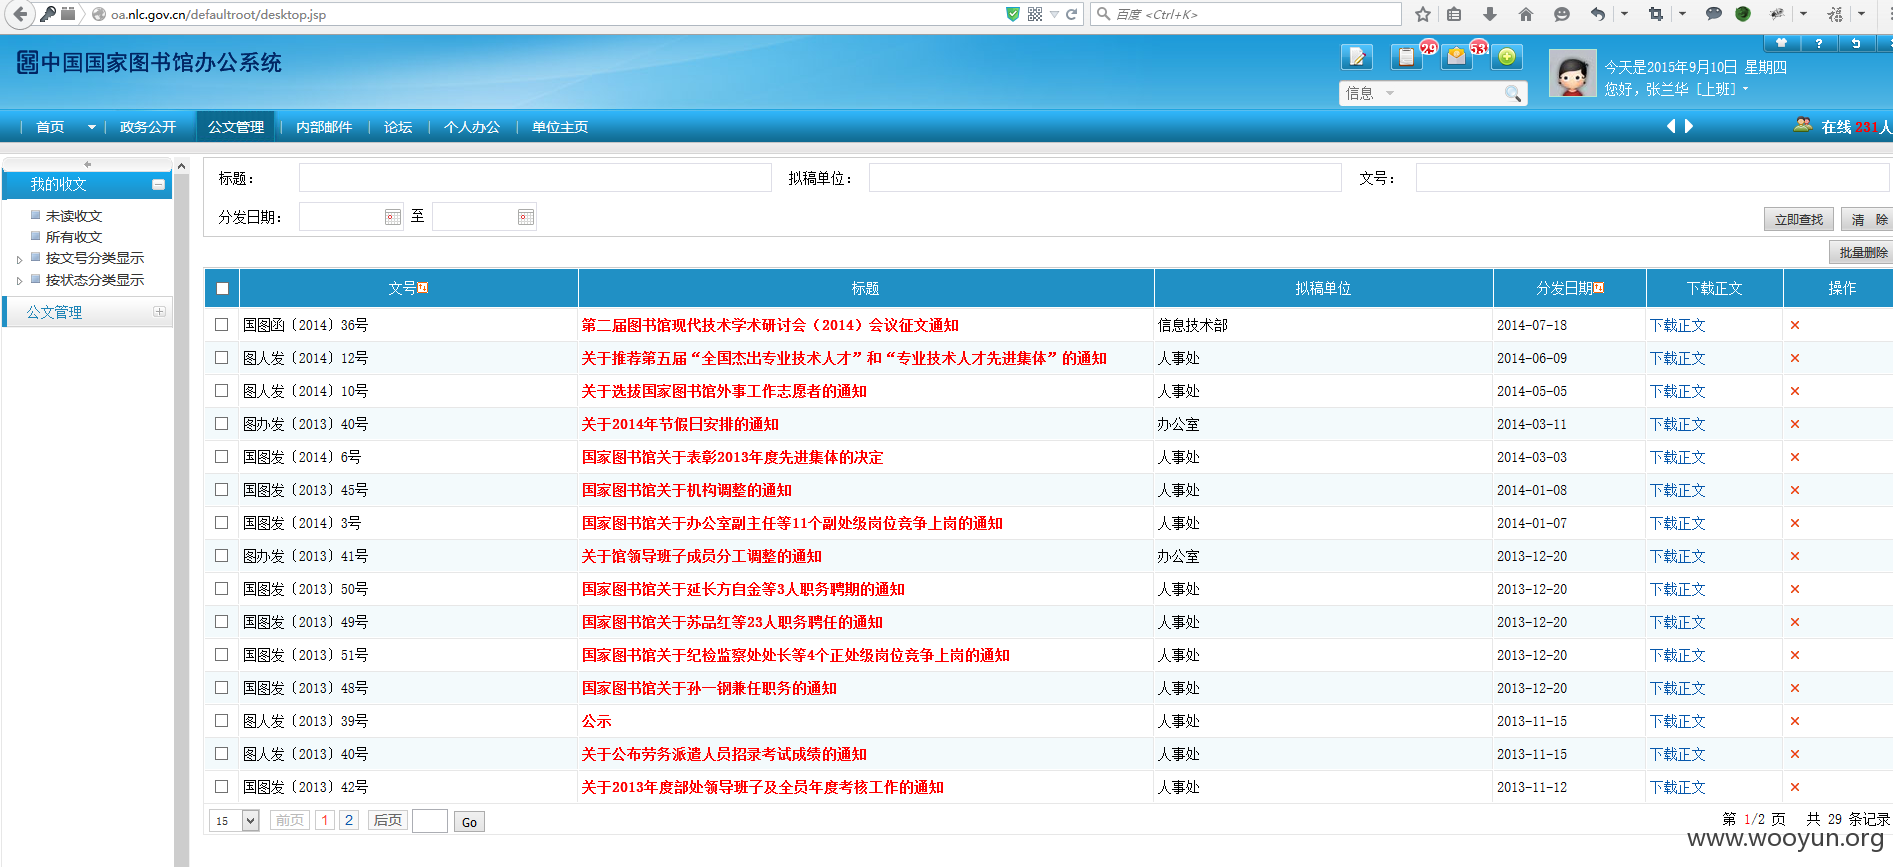 oa.nlc.gov.cn/defaultroot/desktop.jsp
百度 <Ctrl+K>
中国国家图书馆办公系统
29
53
信息
今天是2015年9月10日 星期四
您好，张兰华 [上班]
首页 政务公开 公文管理 内部邮件 论坛 个人办公 单位主页
在线 231人
我的收文
未读收文
所有收文
按文号分类显示
按状态分类显示
公文管理
标题： 拟稿单位： 文号：
分发日期： 至
立即查找 清 除
批量删除
文号 标题 拟稿单位 分发日期 下载正文 操作
国图函〔2014〕36号 第二届图书馆现代技术学术研讨会（2014）会议征文通知 信息技术部 2014-07-18 下载正文 ×
图人发〔2014〕12号 关于推荐第五届“全国杰出专业技术人才”和“专业技术人才先进集体”的通知 人事处 2014-06-09 下载正文 ×
图人发〔2014〕10号 关于选拔国家图书馆外事工作志愿者的通知 人事处 2014-05-05 下载正文 ×
图办发〔2013〕40号 关于2014年节假日安排的通知 办公室 2014-03-11 下载正文 ×
国图发〔2014〕6号 国家图书馆关于表彰2013年度先进集体的决定 人事处 2014-03-03 下载正文 ×
国图发〔2013〕45号 国家图书馆关于机构调整的通知 人事处 2014-01-08 下载正文 ×
国图发〔2014〕3号 国家图书馆关于办公室副主任等11个副处级岗位竞争上岗的通知 人事处 2014-01-07 下载正文 ×
图办发〔2013〕41号 关于馆领导班子成员分工调整的通知 办公室 2013-12-20 下载正文 ×
国图发〔2013〕50号 国家图书馆关于延长方自金等3人职务聘期的通知 人事处 2013-12-20 下载正文 ×
国图发〔2013〕49号 国家图书馆关于苏品红等23人职务聘任的通知 人事处 2013-12-20 下载正文 ×
国图发〔2013〕51号 国家图书馆关于纪检监察处处长等4个正处级岗位竞争上岗的通知 人事处 2013-12-20 下载正文 ×
国图发〔2013〕48号 国家图书馆关于孙一钢兼任职务的通知 人事处 2013-12-20 下载正文 ×
图人发〔2013〕39号 公示 人事处 2013-11-15 下载正文 ×
图人发〔2013〕40号 关于公布劳务派遣人员招录考试成绩的通知 人事处 2013-11-15 下载正文 ×
国图发〔2013〕42号 关于2013年度部处领导班子及全员年度考核工作的通知 人事处 2013-11-12 下载正文 ×
15 前页 1 2 后页 Go
第 1/2 页 共 29 条记录
www.wooyun.org